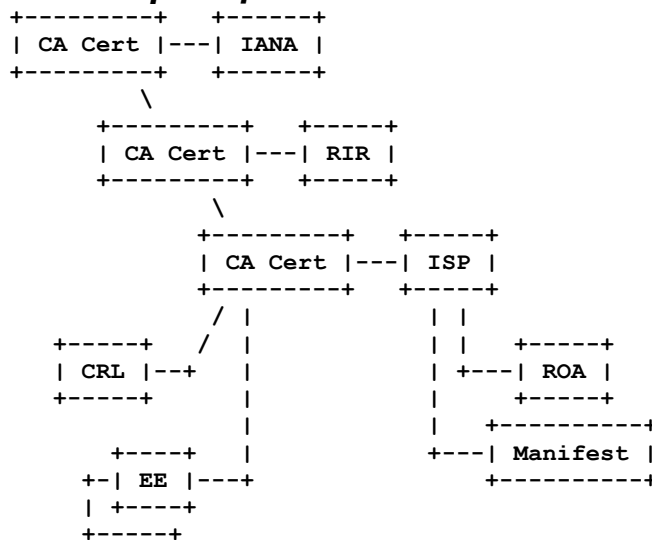 CA Cert IANA
CA Cert RIR
CA Cert ISP
CRL ROA
Manifest
EE